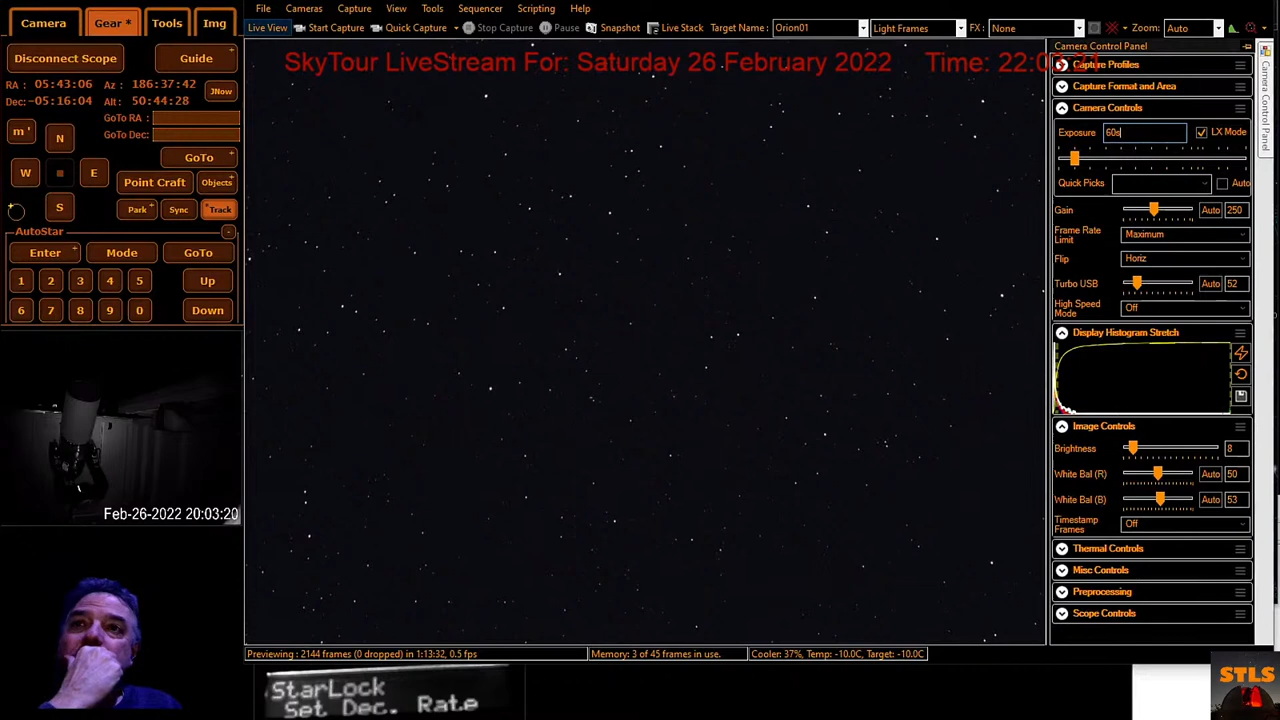 File Cameras Capture View Tools Sequencer Scripting Help
Camera Gear * Tools Img
Live View Start Capture Quick Capture Stop Capture Pause Snapshot Live Stack Target Name: Orion01 Light Frames FX: None Zoom: Auto
SkyTour LiveStream For Saturday 26 February 2022 Time:
Disconnect Scope Guide
RA : 05:43:06 Az : 186:37:42 JNow
Dec: -05:16:04 Alt: 50:44:28
GoTo RA :
GoTo Dec:
m ' N
GoTo
W E Point Craft Objects
S Park Sync Track
AutoStar -
Enter Mode GoTo
1 2 3 4 5 Up
6 7 8 9 0 Down
Feb-26-2022 20:03:20
Camera Control Panel
Capture Profiles
Capture Format and Area
Camera Controls
Exposure 60s LX Mode
Quick Picks Auto
Gain Auto 250
Frame Rate Limit Maximum
Flip Horiz
Turbo USB Auto 52
High Speed Mode Off
Display Histogram Stretch
Image Controls
Brightness 8
White Bal (R) Auto 50
White Bal (B) Auto 53
Timestamp Frames Off
Thermal Controls
Misc Controls
Preprocessing
Scope Controls
Camera Control Panel
Previewing : 2144 frames (0 dropped) in 1:13:32, 0.5 fps Memory: 3 of 45 frames in use. Cooler: 37%, Temp: -10.0C, Target: -10.0C
StarLock
Set Dec. Rate
STLS